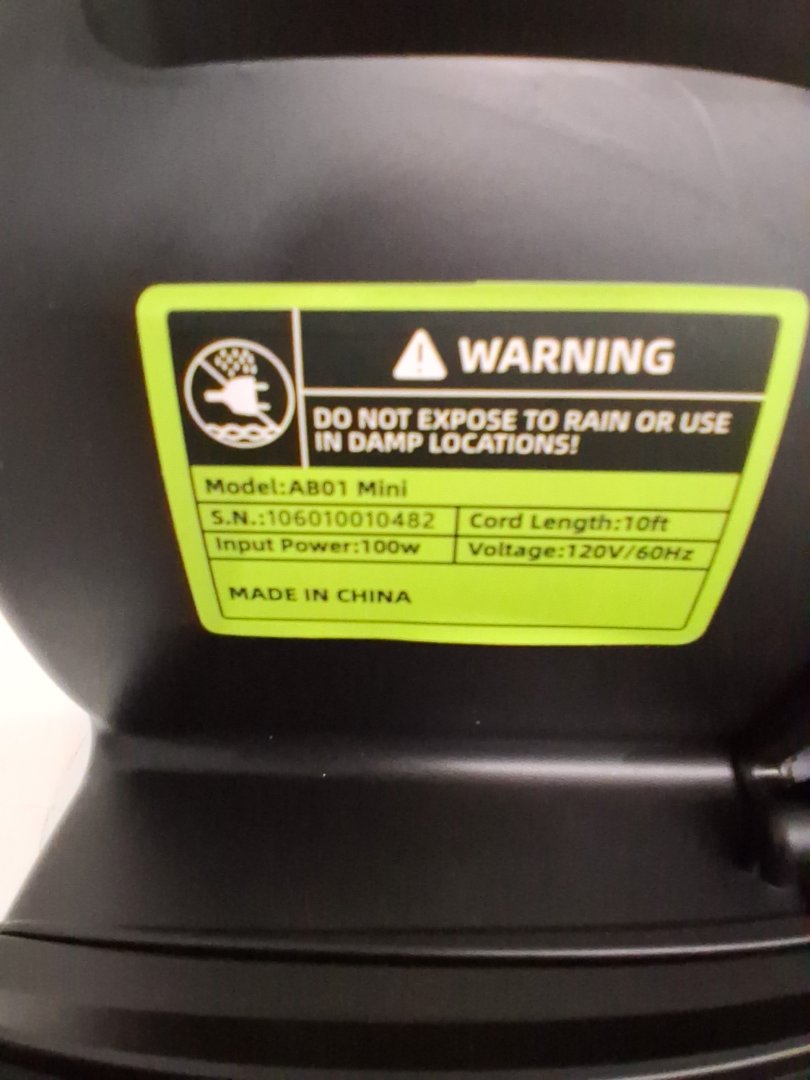 WARNING
DO NOT EXPOSE TO RAIN OR USE
IN DAMP LOCATIONS!
Model:AB01 Mini
S.N.:106010010482 Cord Length:10ft
Input Power:100w Voltage:120V/60Hz
MADE IN CHINA